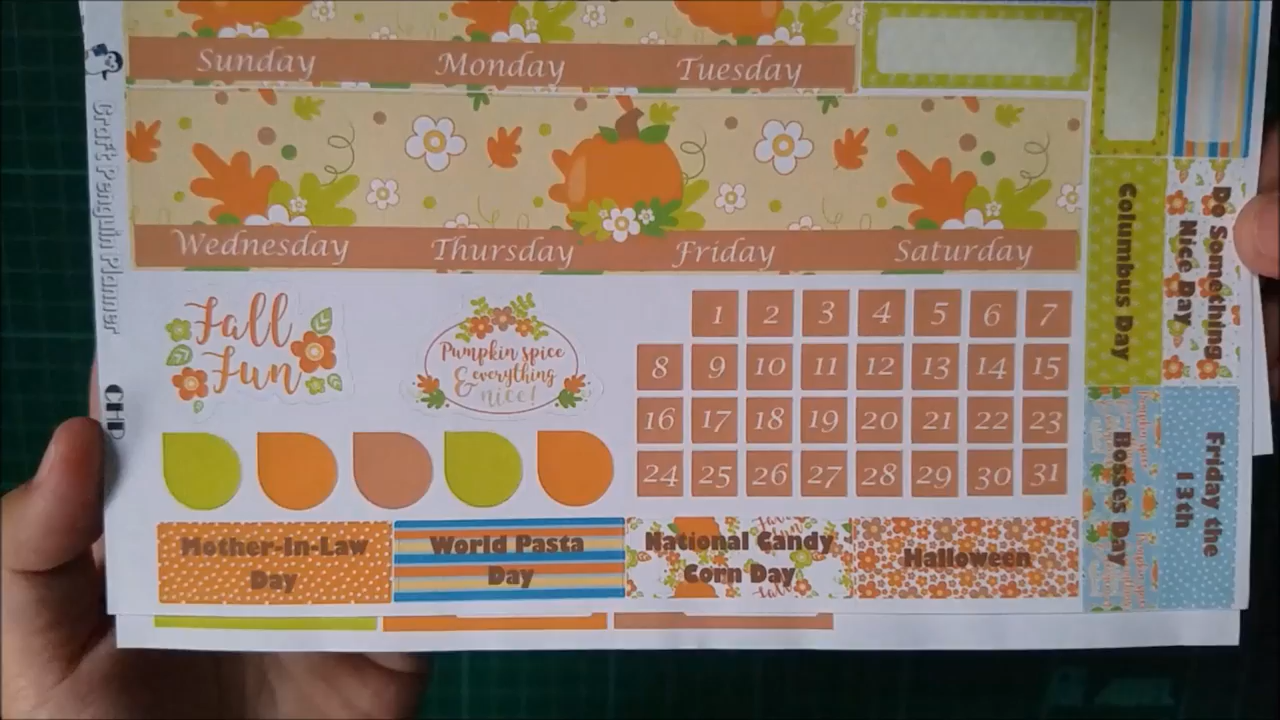 Sunday Monday Tuesday
Wednesday Thursday Friday Saturday
Craft Penguin Planner
Fall
Fun
Pumpkin spice
& everything
nice!
1 2 3 4 5 6 7
8 9 10 11 12 13 14 15
16 17 18 19 20 21 22 23
24 25 26 27 28 29 30 31
Mother-In-Law
Day
World Pasta
Day
National Candy
Corn Day
Halloween
Columbus Day
Do Something
Nice Day
Bosses Day
Friday the
13th